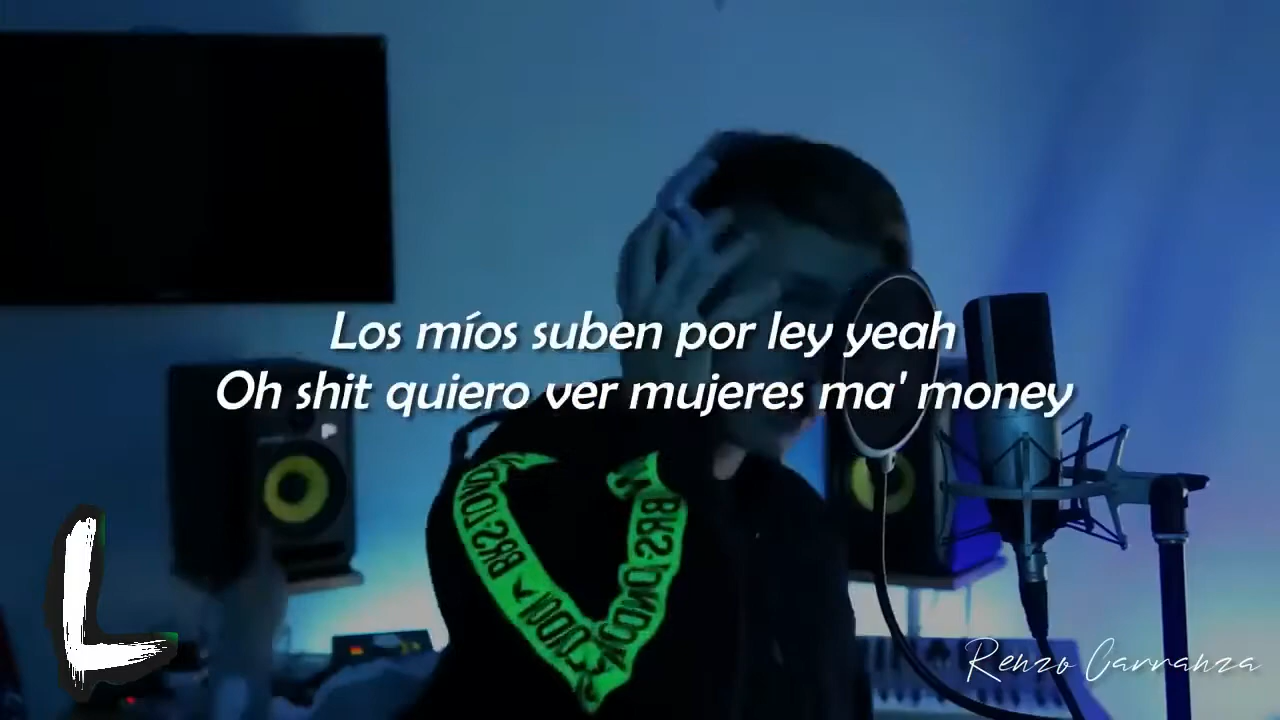 Los míos suben por ley yeah
Oh shit quiero ver mujeres ma' money
L
Renzo Carranza